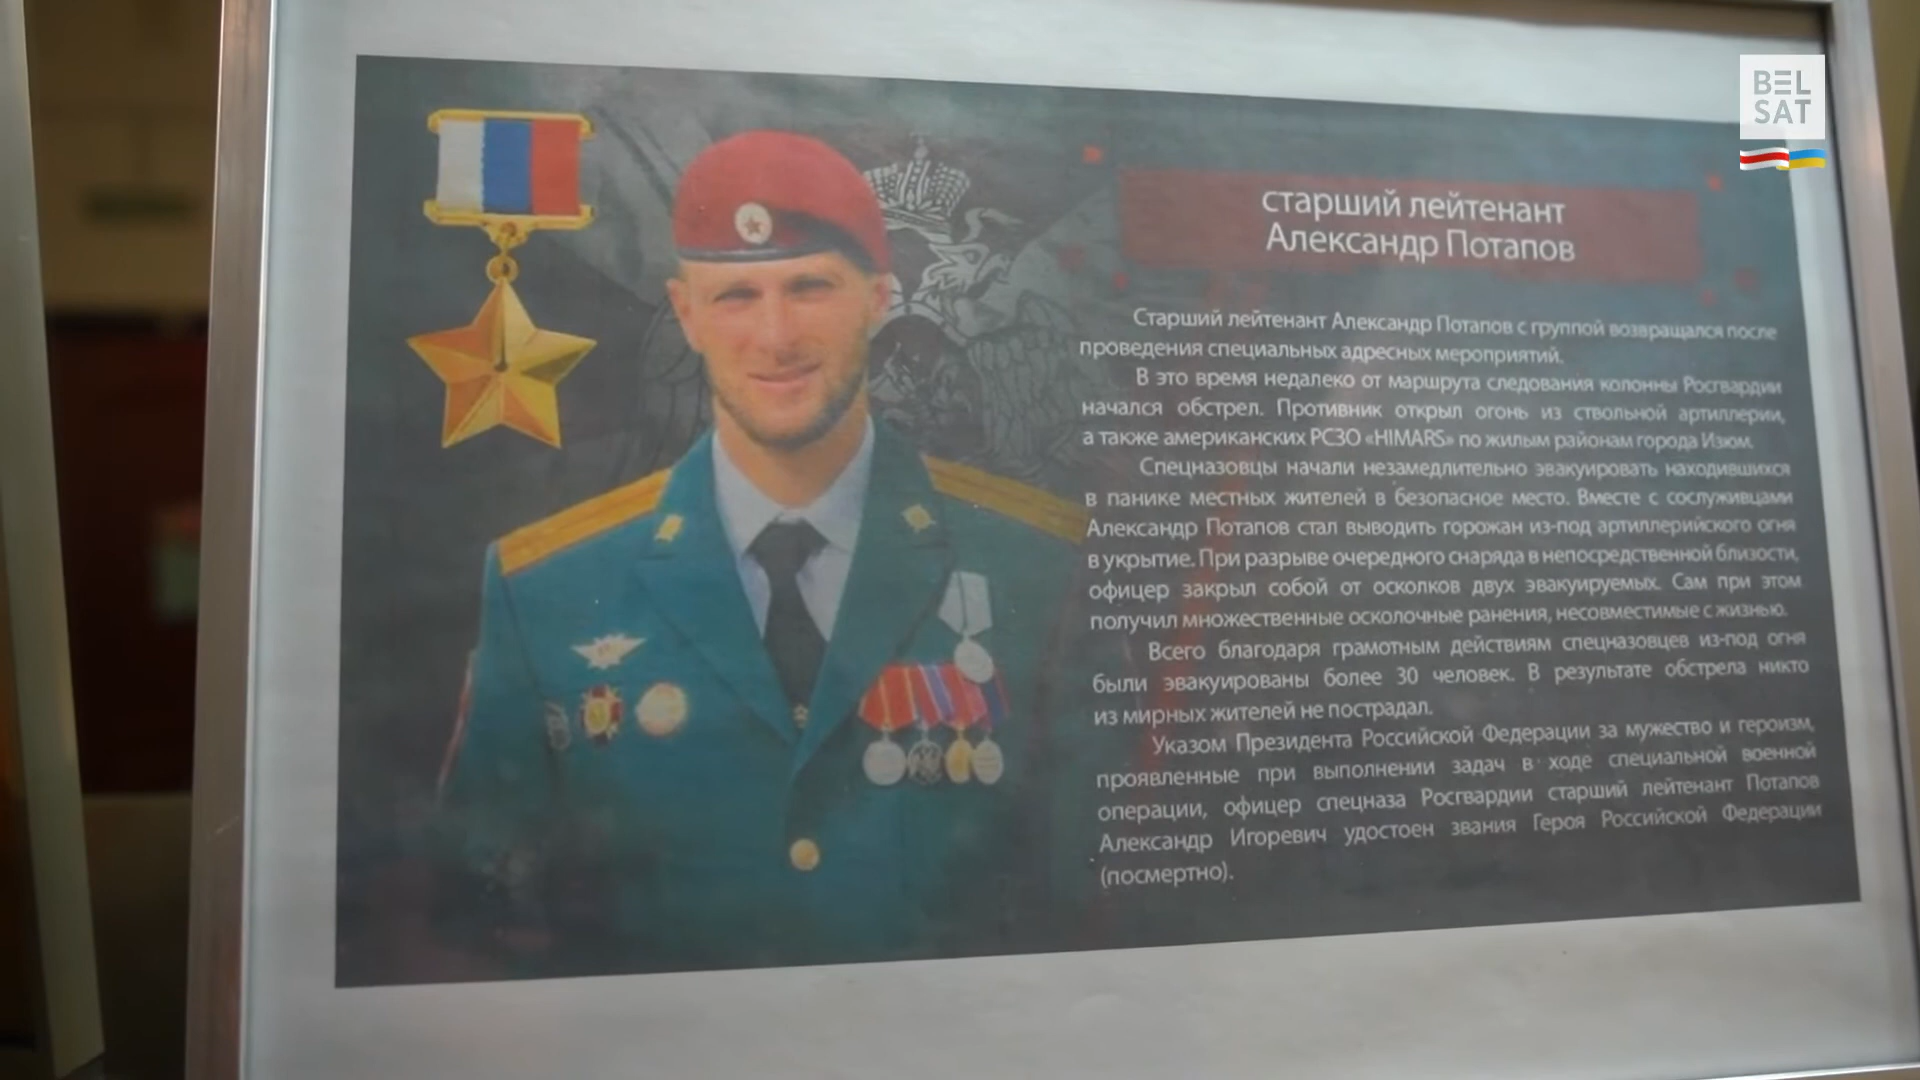 BEL
SAT
старший лейтенант
Александр Потапов
Старший лейтенант Александр Потапов с группой возвращался после
проведения специальных адресных мероприятий.
В это время недалеко от маршрута следования колонны Росгвардии
начался обстрел. Противник открыл огонь из ствольной артиллерии,
а также американских РСЗО «HIMARS» по жилым районам города Изюм.
Спецназовцы начали незамедлительно эвакуировать находившихся
в панике местных жителей в безопасное место. Вместе с сослуживцами
Александр Потапов стал выводить горожан из-под артиллерийского огня
в укрытие. При разрыве очередного снаряда в непосредственной близости,
офицер закрыл собой от осколков двух эвакуируемых. Сам при этом
получил множественные осколочные ранения, несовместимые с жизнью.
Всего благодаря грамотным действиям спецназовцев из-под огня
были эвакуированы более 30 человек. В результате обстрела никто
из мирных жителей не пострадал.
Указом Президента Российской Федерации за мужество и героизм,
проявленные при выполнении задач в ходе специальной военной
операции, офицер спецназа Росгвардии старший лейтенант Потапов
Александр Игоревич удостоен звания Героя Российской Федерации
(посмертно).